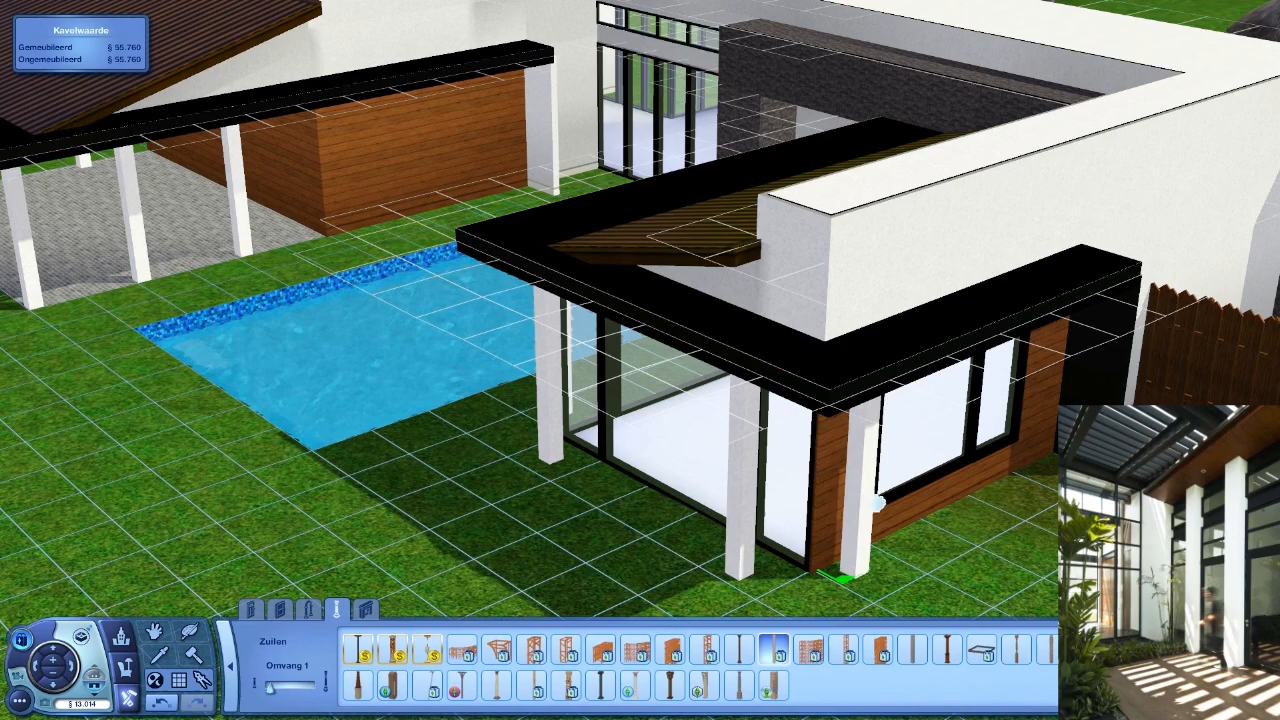 Kavelwaarde
Gemeubileerd § 55.760
Ongemeubileerd § 55.760
Zuilen
Omvang 1
§ 13.014